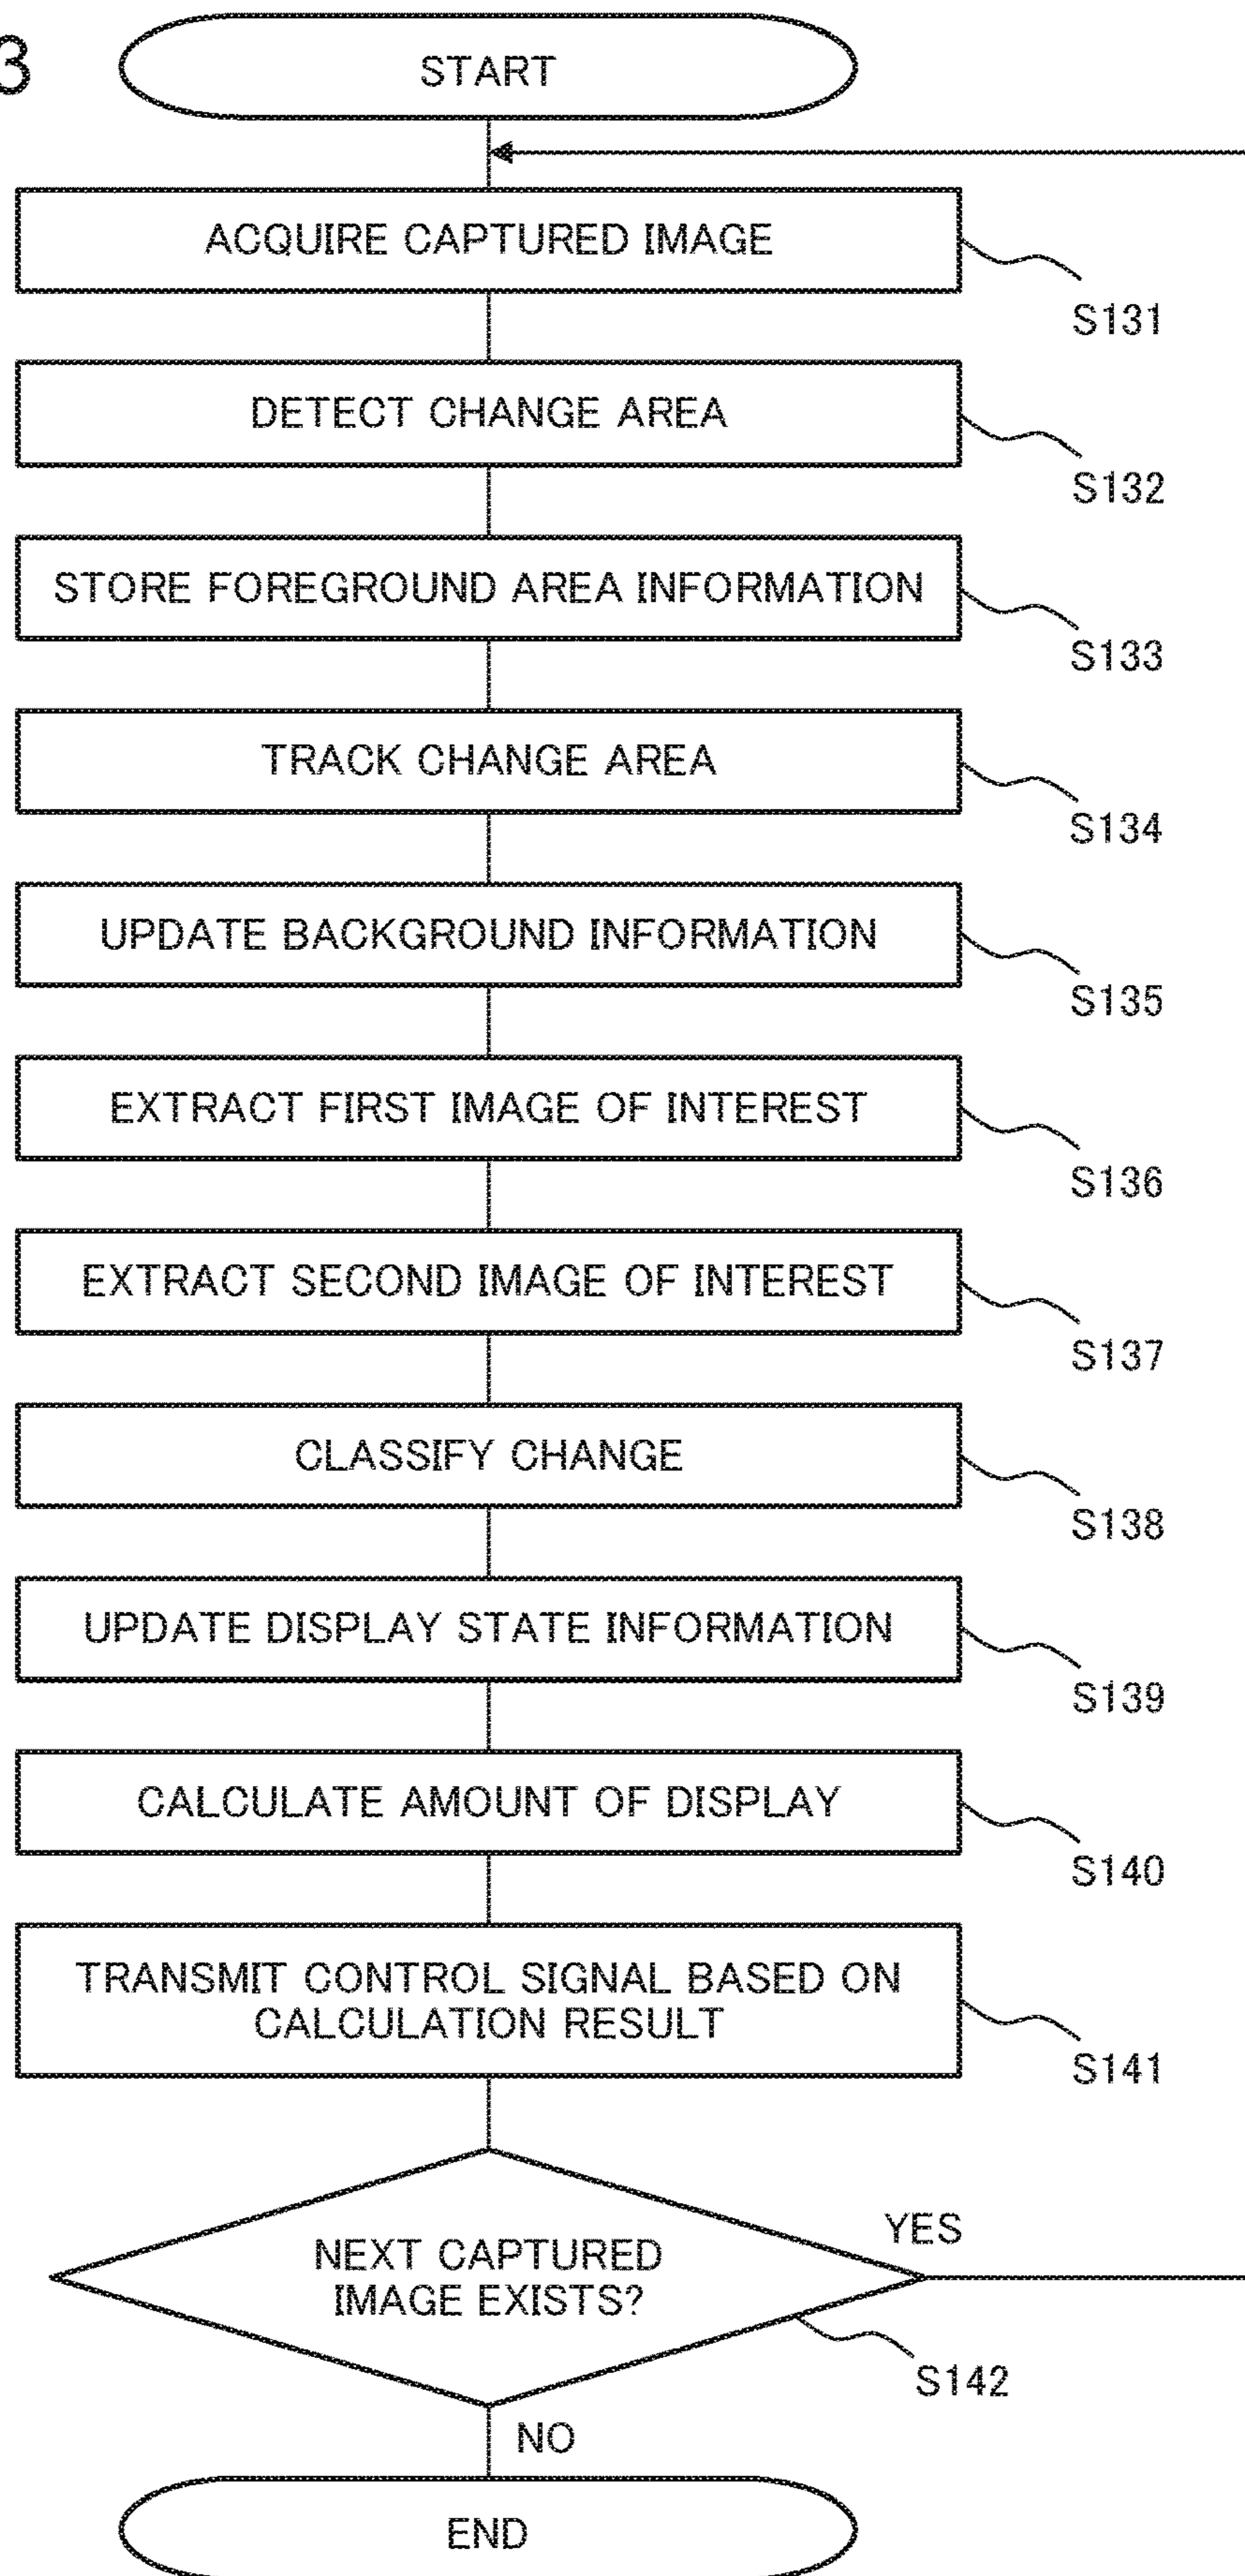 3
START
ACQUIRE CAPTURED IMAGE
S131
DETECT CHANGE AREA
S132
STORE FOREGROUND AREA INFORMATION
S133
TRACK CHANGE AREA
S134
UPDATE BACKGROUND INFORMATION
S135
EXTRACT FIRST IMAGE OF INTEREST
S136
EXTRACT SECOND IMAGE OF INTEREST
S137
CLASSIFY CHANGE
S138
UPDATE DISPLAY STATE INFORMATION
S139
CALCULATE AMOUNT OF DISPLAY
S140
TRANSMIT CONTROL SIGNAL BASED ON
CALCULATION RESULT
S141
NEXT CAPTURED
IMAGE EXISTS?
YES
S142
NO
END